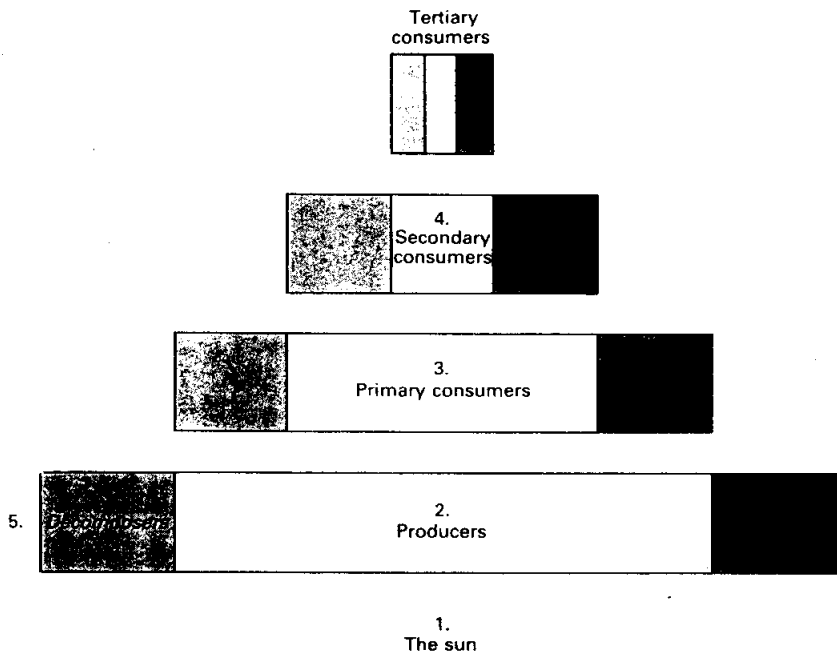 Tertiary
consumers
4.
Secondary
consumers
3.
Primary consumers
5.
Decomposers
2.
Producers
1.
The sun